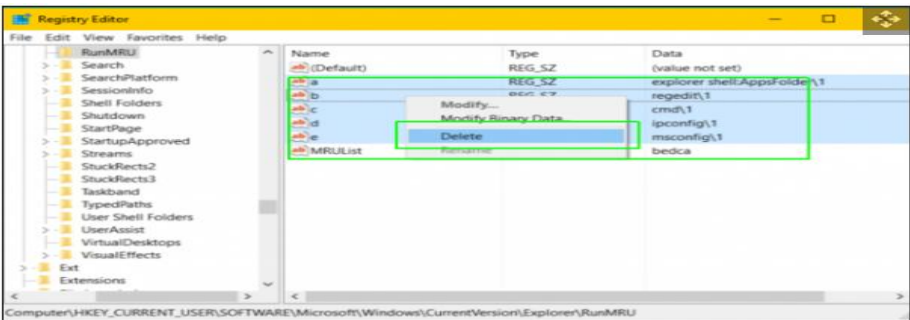 Registry Editor
File Edit View Favorites Help
RunMRU
Search
SearchPlatform
SessionInfo
Shell Folders
Shutdown
StartPage
StartupApproved
Streams
StuckRects2
StuckRects3
Taskband
TypedPaths
User Shell Folders
UserAssist
VirtualDesktops
VisualEffects
Ext
Extensions
Name Type Data
(Default) REG_SZ (value not set)
a REG_SZ explorer shell:AppsFolder\1
b REG_SZ regedit\1
c cmd\1
d ipconfig\1
e msconfig\1
MRUList bedca
Modify...
Modify Binary Data...
Delete
Rename
Computer\HKEY_CURRENT_USER\SOFTWARE\Microsoft\Windows\CurrentVersion\Explorer\RunMRU